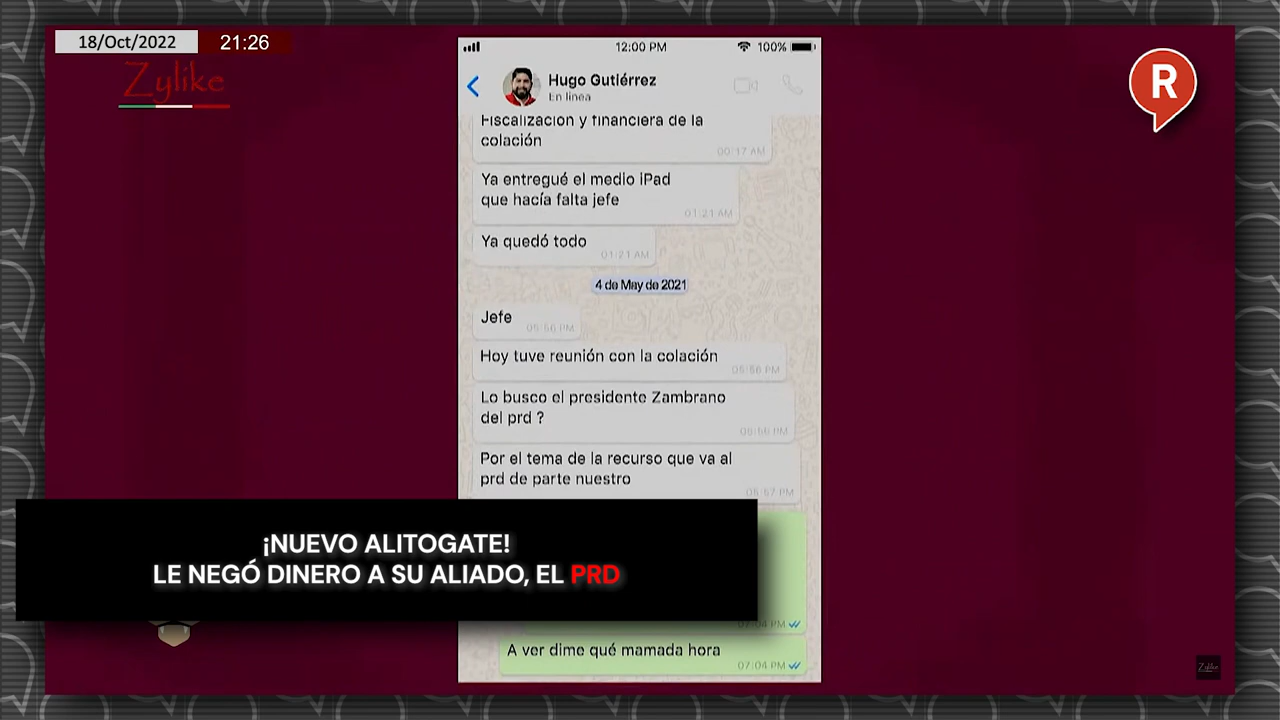 18/Oct/2022
21:26
Zylike
R
12:00 PM
100%
Hugo Gutiérrez
En línea
Fiscalización y financiera de la
colación
00:17 AM
Ya entregué el medio iPad
que hacía falta jefe
01:21 AM
Ya quedó todo
01:21 AM
4 de May de 2021
Jefe
05:56 PM
Hoy tuve reunión con la colación
05:56 PM
Lo busco el presidente Zambrano
del prd ?
05:56 PM
Por el tema de la recurso que va al
prd de parte nuestro
05:57 PM
¡NUEVO ALITOGATE!
LE NEGÓ DINERO A SU ALIADO, EL PRD
07:04 PM
A ver dime qué mamada hora
07:04 PM
Zylike